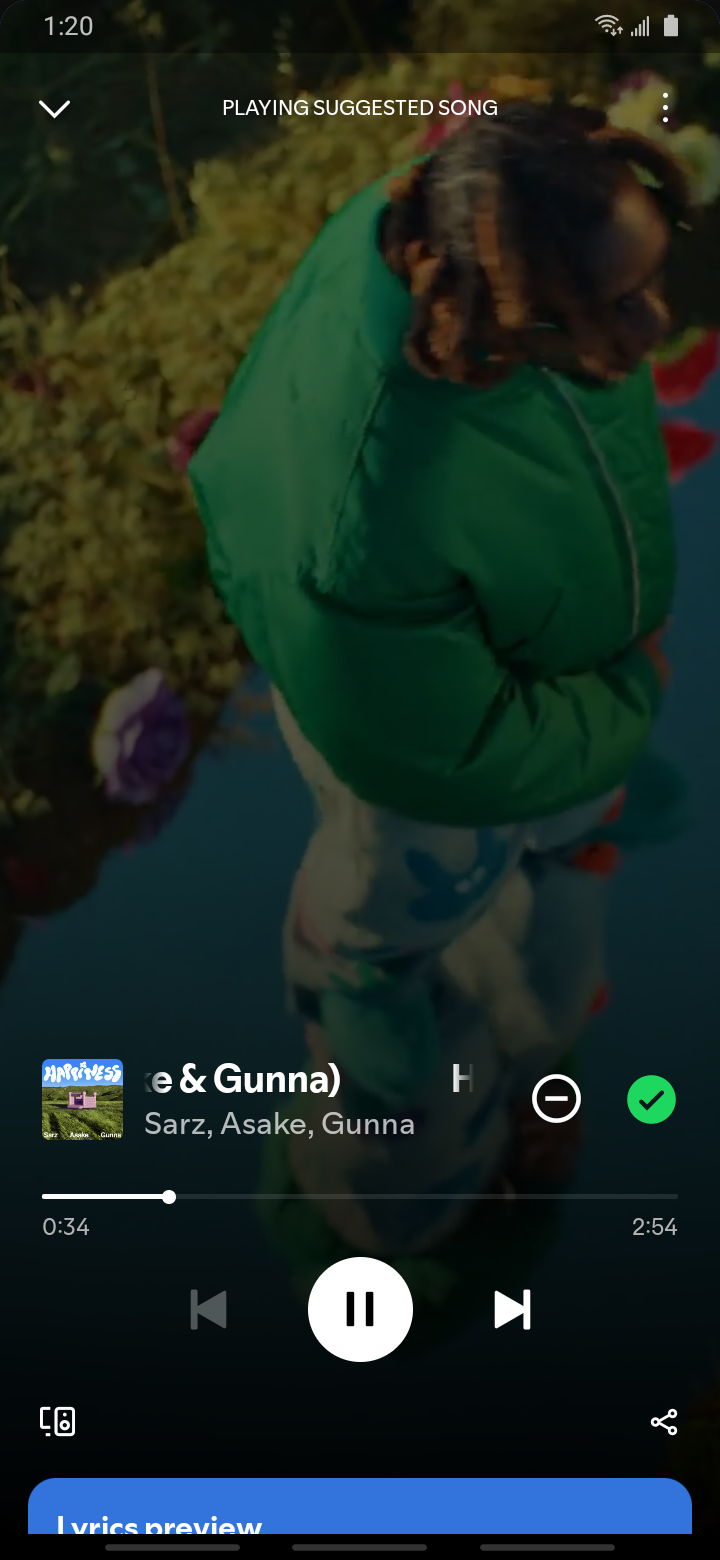 1:20
PLAYING SUGGESTED SONG
HAPPINESS
Sarz Asake Gunna
e & Gunna) H
Sarz, Asake, Gunna
0:34 2:54
Lyrics preview